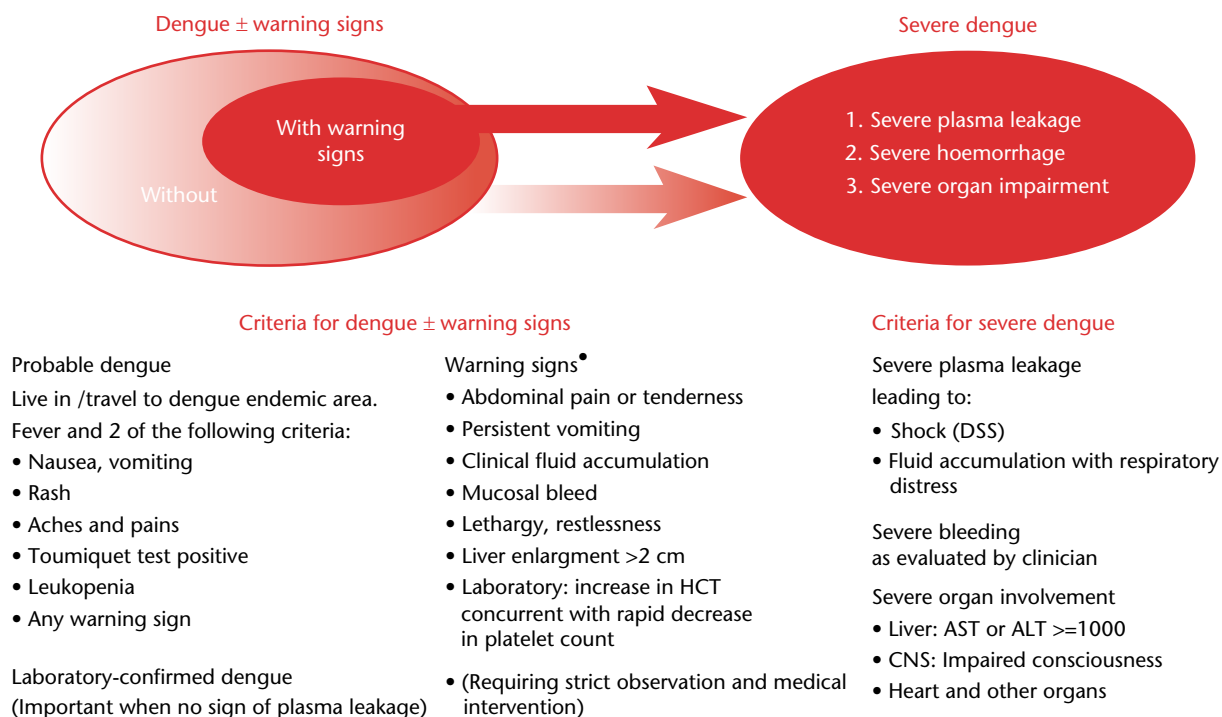 Dengue ± warning signs
Severe dengue
With warning
signs
Without
1. Severe plasma leakage
2. Severe hoemorrhage
3. Severe organ impairment
Criteria for dengue ± warning signs
Criteria for severe dengue
Probable dengue
Live in /travel to dengue endemic area.
Fever and 2 of the following criteria:
• Nausea, vomiting
• Rash
• Aches and pains
• Toumiquet test positive
• Leukopenia
• Any warning sign
Laboratory-confirmed dengue
(Important when no sign of plasma leakage)
Warning signs•
• Abdominal pain or tenderness
• Persistent vomiting
• Clinical fluid accumulation
• Mucosal bleed
• Lethargy, restlessness
• Liver enlargment >2 cm
• Laboratory: increase in HCT
concurrent with rapid decrease
in platelet count
• (Requiring strict observation and medical
intervention)
Severe plasma leakage
leading to:
• Shock (DSS)
• Fluid accumulation with respiratory
distress
Severe bleeding
as evaluated by clinician
Severe organ involvement
• Liver: AST or ALT >=1000
• CNS: Impaired consciousness
• Heart and other organs